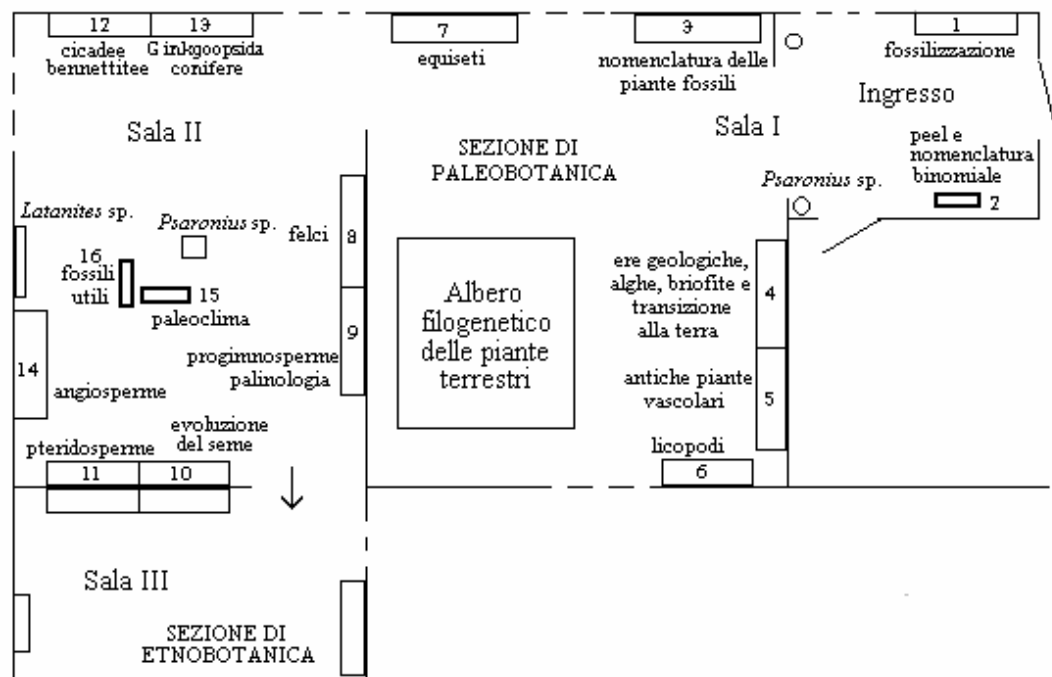 12
cicadee
bennettitee
13
Ginkgoopsida
conifere
7
equiseti
3
nomenclatura delle
piante fossili
1
fossilizzazione
Ingresso
Sala II
Sala I
SEZIONE DI
PALEOBOTANICA
peel e
nomenclatura
binomiale
2
Psaronius sp.
Latanites sp.
Psaronius sp.
felci
8
16
fossili
utili
15
paleoclima
9
progimnosperme
palinologia
Albero
filogenetico
delle piante
terrestri
ere geologiche,
alghe, briofite e
transizione
alla terra
4
antiche piante
vascolari
5
14
angiosperme
evoluzione
del seme
pteridosperme
11
10
licopodi
6
Sala III
SEZIONE DI
ETNOBOTANICA